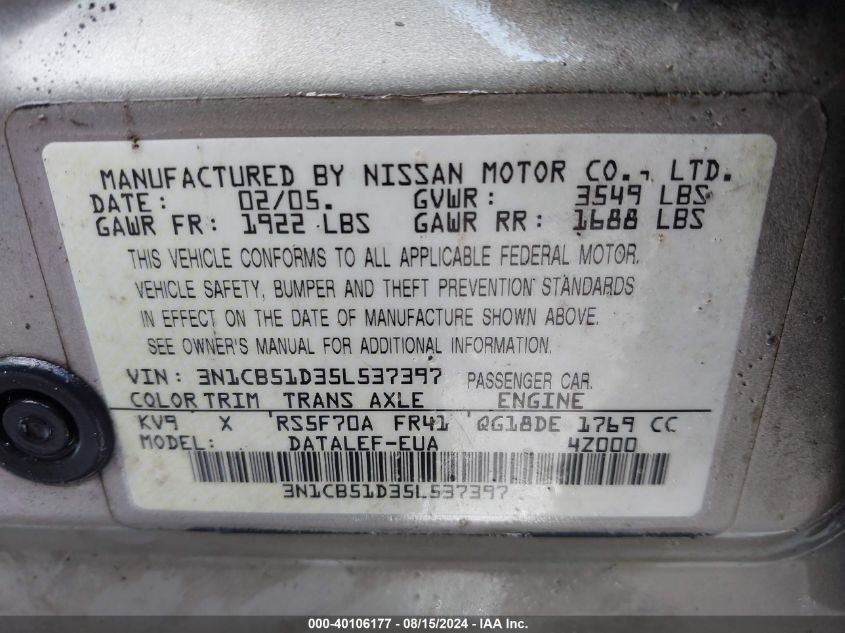 MANUFACTURED BY NISSAN MOTOR CO., LTD.
DATE: 02/05. GVWR: 3549 LBS
GAWR FR: 1922 LBS GAWR RR: 1688 LBS
THIS VEHICLE CONFORMS TO ALL APPLICABLE FEDERAL MOTOR.
VEHICLE SAFETY, BUMPER AND THEFT PREVENTION STANDARDS
IN EFFECT ON THE DATE OF MANUFACTURE SHOWN ABOVE.
SEE OWNER'S MANUAL FOR ADDITIONAL INFORMATION.
VIN: 3N1CB51D35L537397 PASSENGER CAR.
COLOR TRIM TRANS AXLE ENGINE
KV9 X RS5F70A FR41 QG18DE 1769 CC
MODEL: DATALEF-EUA 4Z000
3N1CB51D35L537397
000-40106177 - 08/15/2024 - IAAI.com